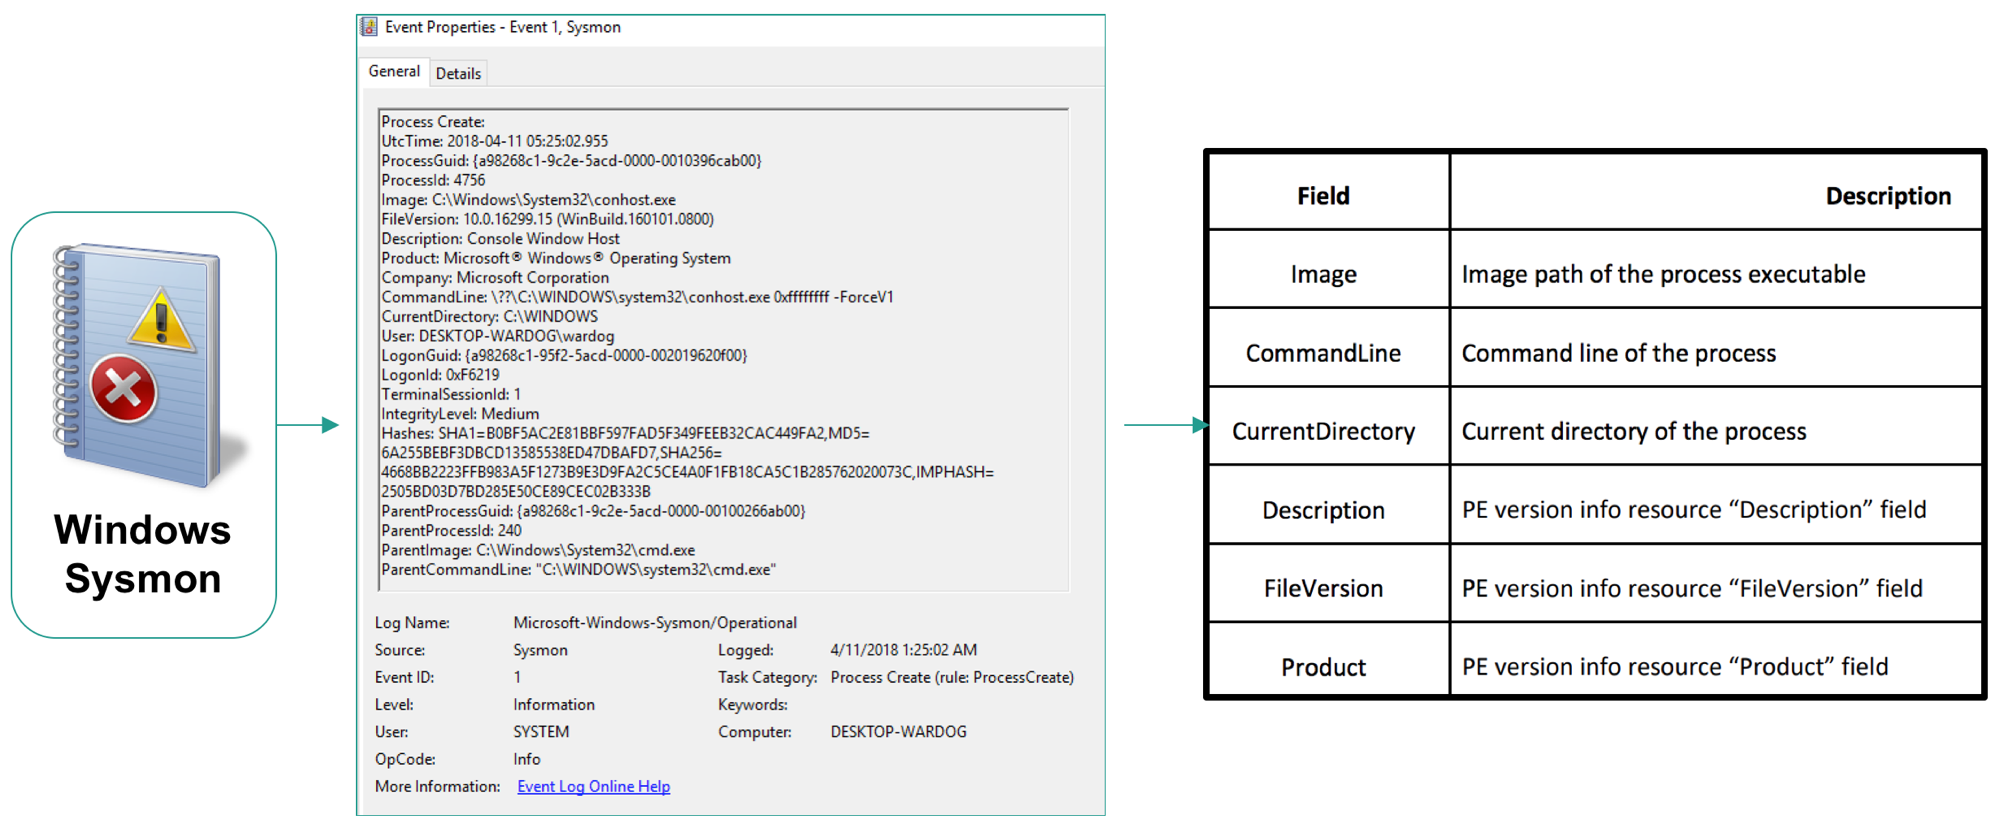 Windows
Sysmon
Event Properties - Event 1, Sysmon
General
Details
Process Create:
UtcTime: 2018-04-11 05:25:02.955
ProcessGuid: {a98268c1-9c2e-5acd-0000-0010396cab00}
ProcessId: 4756
Image: C:\Windows\System32\conhost.exe
FileVersion: 10.0.16299.15 (WinBuild.160101.0800)
Description: Console Window Host
Product: Microsoft® Windows® Operating System
Company: Microsoft Corporation
CommandLine: \??\C:\WINDOWS\system32\conhost.exe 0xffffffff -ForceV1
CurrentDirectory: C:\WINDOWS
User: DESKTOP-WARDOG\wardog
LogonGuid: {a98268c1-95f2-5acd-0000-002019620f00}
LogonId: 0xF6219
TerminalSessionId: 1
IntegrityLevel: Medium
Hashes: SHA1=B0BF5AC2E81BBF597FAD5F349FEEB32CAC449FA2,MD5=
6A255BEBF3DBCD13585538ED47DBAFD7,SHA256=
4668BB2223FFB983A5F1273B9E3D9FA2C5CE4A0F1FB18CA5C1B285762020073C,IMPHASH=
2505BD03D7BD285E50CE89CEC02B333B
ParentProcessGuid: {a98268c1-9c2e-5acd-0000-00100266ab00}
ParentProcessId: 240
ParentImage: C:\Windows\System32\cmd.exe
ParentCommandLine: "C:\WINDOWS\system32\cmd.exe"
Log Name: Microsoft-Windows-Sysmon/Operational
Source: Sysmon Logged: 4/11/2018 1:25:02 AM
Event ID: 1 Task Category: Process Create (rule: ProcessCreate)
Level: Information Keywords:
User: SYSTEM Computer: DESKTOP-WARDOG
OpCode: Info
More Information: Event Log Online Help
Field Description
Image Image path of the process executable
CommandLine Command line of the process
CurrentDirectory Current directory of the process
Description PE version info resource “Description” field
FileVersion PE version info resource “FileVersion” field
Product PE version info resource “Product” field